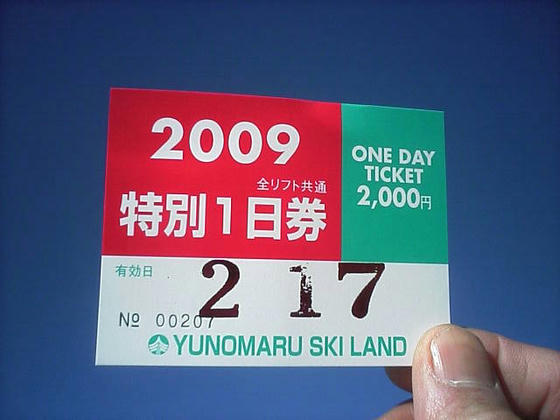 2009
全リフト共通
特別1日券
ONE DAY
TICKET
2,000円
有効日
2 17
№ 00207
YUNOMARU SKI LAND